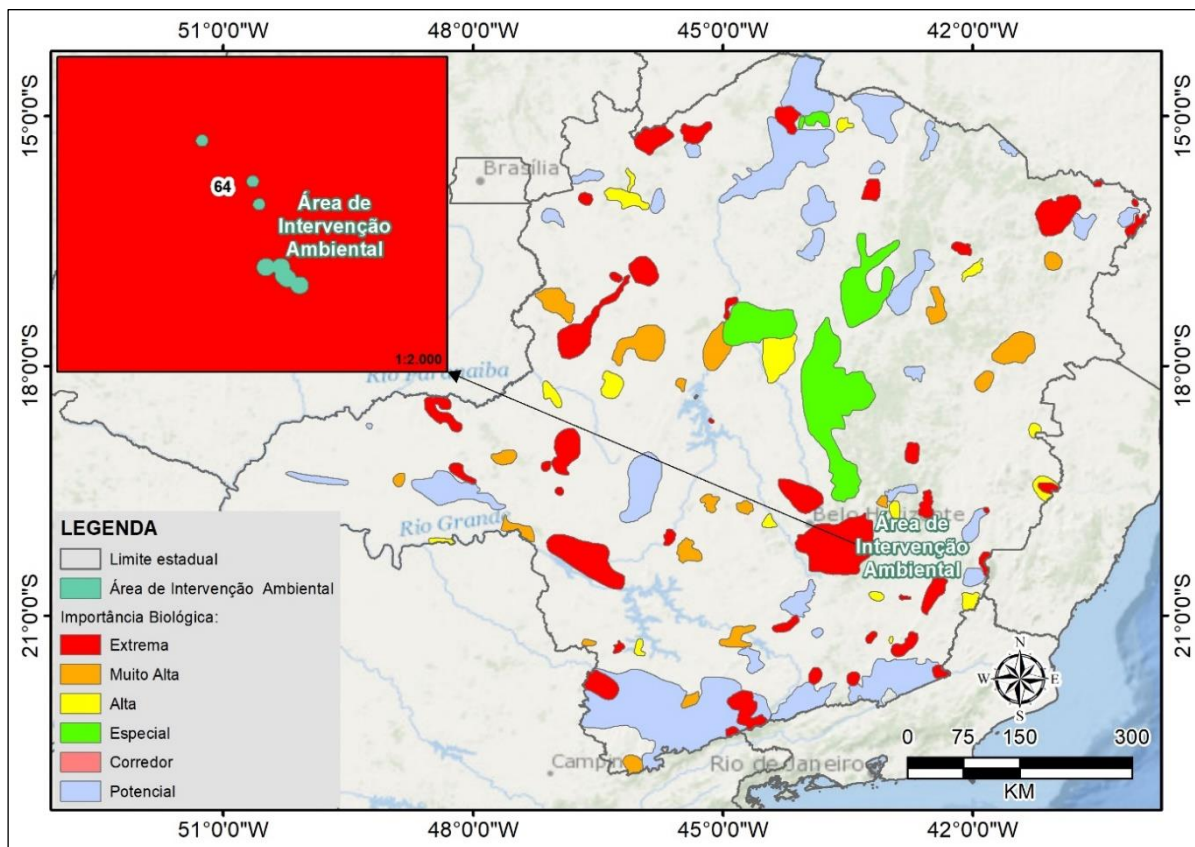 51°0'0"W 48°0'0"W 45°0'0"W 42°0'0"W
15°0'0"S
18°0'0"S
21°0'0"S
64
Área de
Intervenção
Ambiental
1:2.000
Brasília
15°0'0"S
18°0'0"S
21°0'0"S
Rio Grande
Belo Horizonte
Área de
Intervenção
Ambiental
LEGENDA
Limite estadual
Área de Intervenção Ambiental
Importância Biológica:
Extrema
Muito Alta
Alta
Especial
Corredor
Potencial
Rio de Janeiro
N
W E
S
0 75 150 300
KM
51°0'0"W 48°0'0"W 45°0'0"W 42°0'0"W